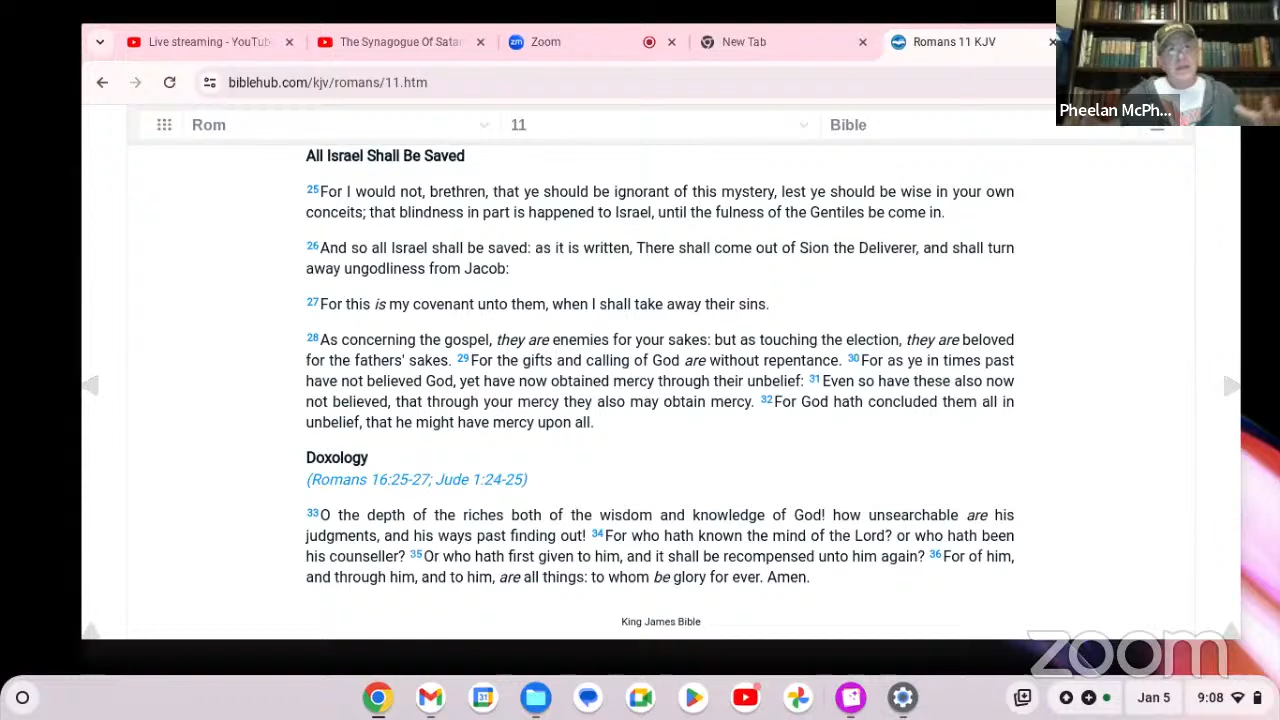 Live streaming - YouTub
The Synagogue Of Sata
Zoom
New Tab
Romans 11 KJV
biblehub.com/kjv/romans/11.htm
Pheelan McPh...
Rom
11
Bible
All Israel Shall Be Saved
25For I would not, brethren, that ye should be ignorant of this mystery, lest ye should be wise in your own
conceits; that blindness in part is happened to Israel, until the fulness of the Gentiles be come in.
26And so all Israel shall be saved: as it is written, There shall come out of Sion the Deliverer, and shall turn
away ungodliness from Jacob:
27For this is my covenant unto them, when I shall take away their sins.
28As concerning the gospel, they are enemies for your sakes: but as touching the election, they are beloved
for the fathers' sakes. 29For the gifts and calling of God are without repentance. 30For as ye in times past
have not believed God, yet have now obtained mercy through their unbelief: 31Even so have these also now
not believed, that through your mercy they also may obtain mercy. 32For God hath concluded them all in
unbelief, that he might have mercy upon all.
Doxology
(Romans 16:25-27; Jude 1:24-25)
33O the depth of the riches both of the wisdom and knowledge of God! how unsearchable are his
judgments, and his ways past finding out! 34For who hath known the mind of the Lord? or who hath been
his counseller? 35Or who hath first given to him, and it shall be recompensed unto him again? 36For of him,
and through him, and to him, are all things: to whom be glory for ever. Amen.
King James Bible
zoom
31
Jan 5
9:08